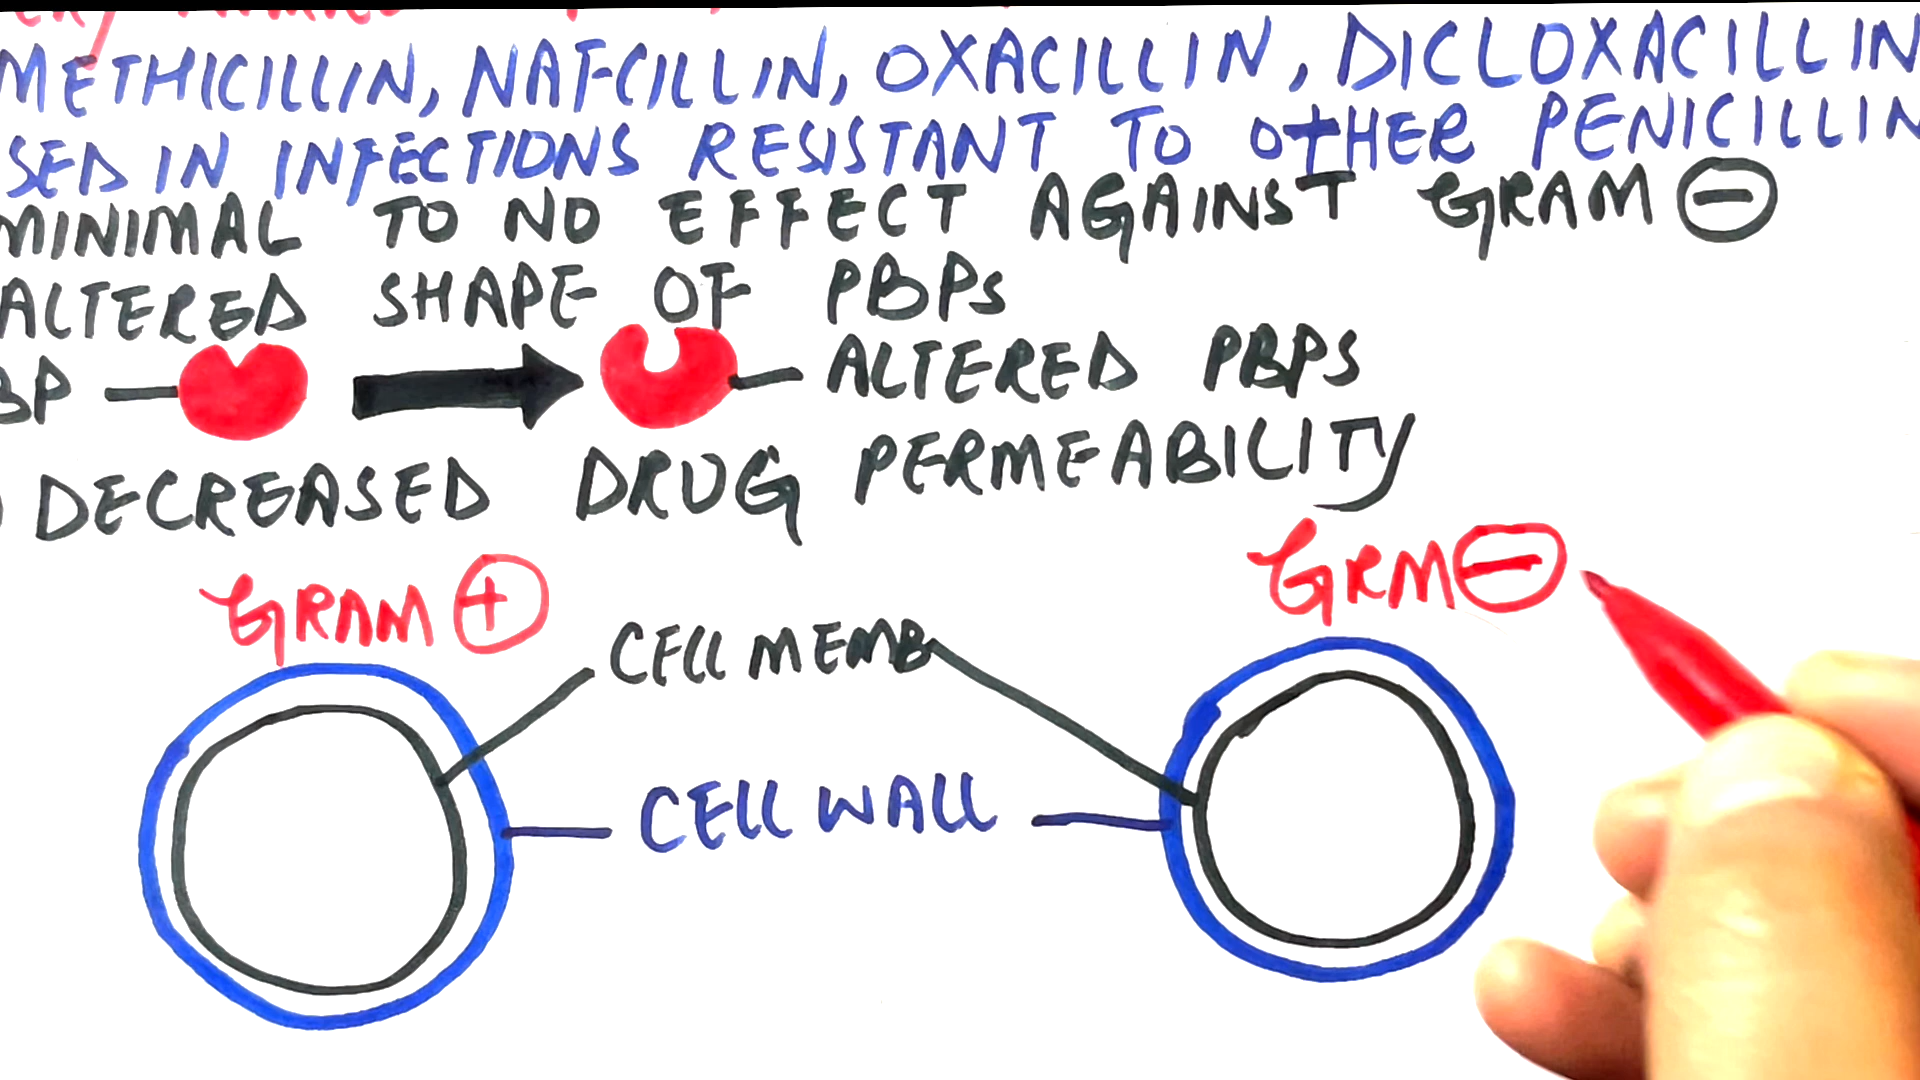 METHICILLIN, NAFCILLIN, OXACILLIN, DICLOXACILLIN
SED IN INFECTIONS RESISTANT TO OTHER PENICILLIN
MINIMAL TO NO EFFECT AGAINST GRAM ⊖
ALTERED SHAPE OF PBPs
BP ALTERED PBPS
DECREASED DRUG PERMEABILITY
GRAM ⊕ GRM ⊖
CELL MEMB
CELL WALL